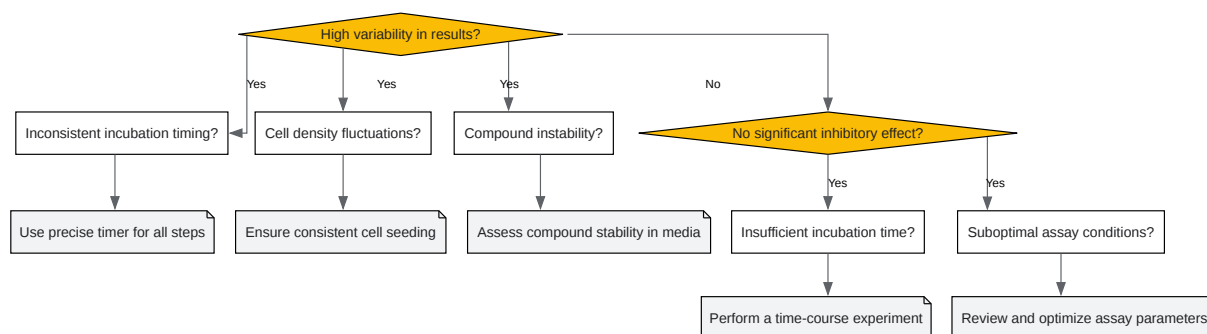 High variability in results?
Yes
Yes
Yes
No
Inconsistent incubation timing?
Cell density fluctuations?
Compound instability?
No significant inhibitory effect?
Yes
Yes
Use precise timer for all steps
Ensure consistent cell seeding
Assess compound stability in media
Insufficient incubation time?
Suboptimal assay conditions?
Perform a time-course experiment
Review and optimize assay parameters